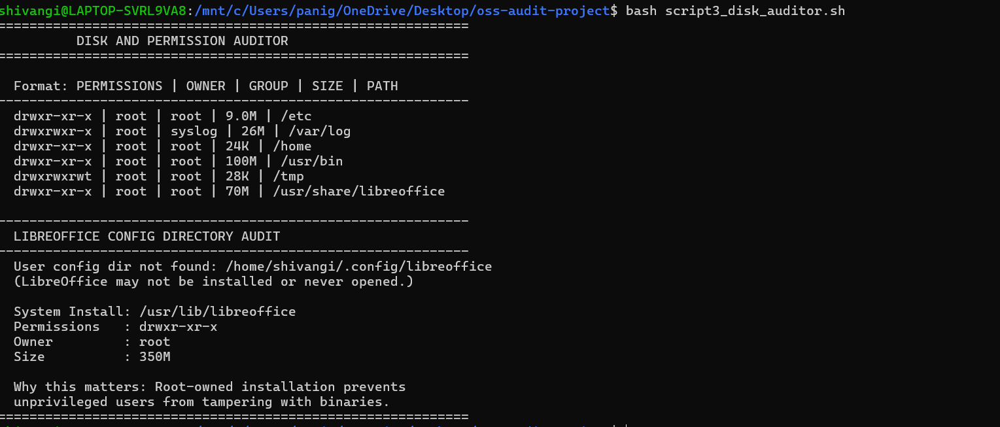 shivangi@LAPTOP-SVRL9VA8:/mnt/c/Users/panig/OneDrive/Desktop/oss-audit-project$ bash script3_disk_auditor.sh
============================================================
DISK AND PERMISSION AUDITOR
============================================================
Format: PERMISSIONS | OWNER | GROUP | SIZE | PATH
------------------------------------------------------------
drwxr-xr-x | root | root | 9.0M | /etc
drwxrwxr-x | root | syslog | 26M | /var/log
drwxr-xr-x | root | root | 24K | /home
drwxr-xr-x | root | root | 100M | /usr/bin
drwxrwxrwt | root | root | 28K | /tmp
drwxr-xr-x | root | root | 70M | /usr/share/libreoffice
------------------------------------------------------------
LIBREOFFICE CONFIG DIRECTORY AUDIT
------------------------------------------------------------
User config dir not found: /home/shivangi/.config/libreoffice
(LibreOffice may not be installed or never opened.)
System Install: /usr/lib/libreoffice
Permissions   : drwxr-xr-x
Owner         : root
Size          : 350M
Why this matters: Root-owned installation prevents
unprivileged users from tampering with binaries.
============================================================